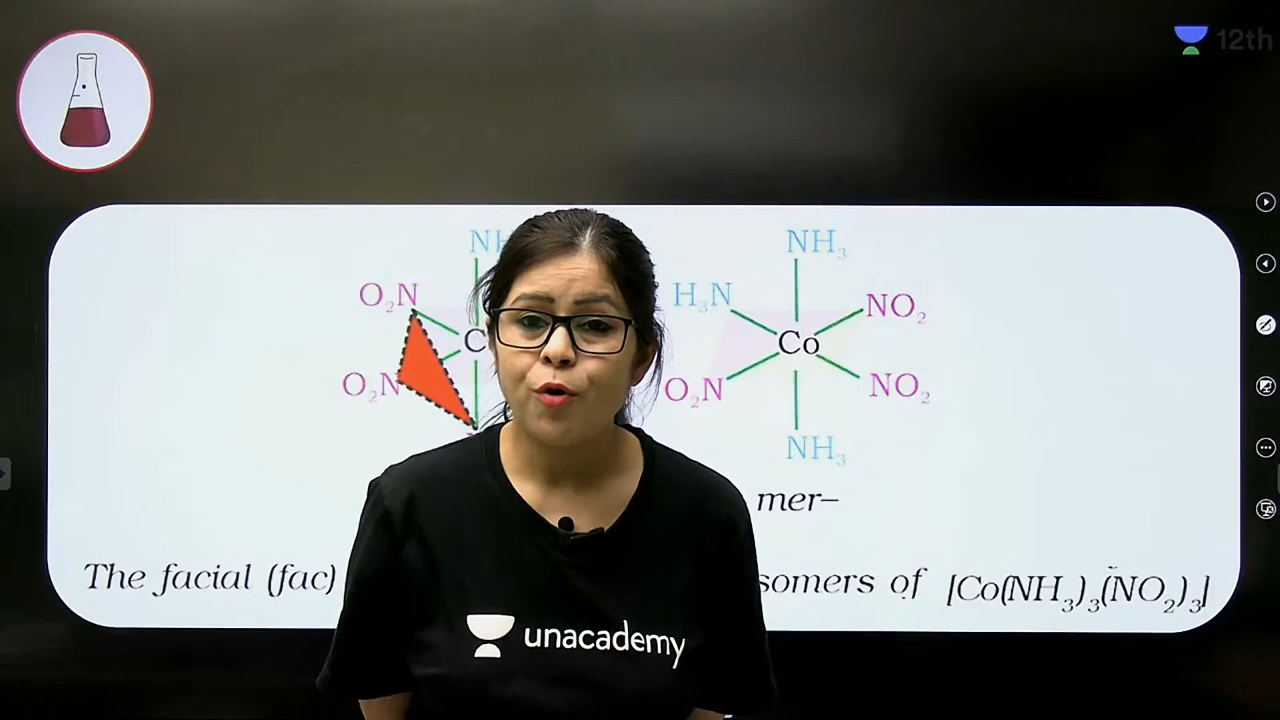 12th
NH
NH₃
O₂N
H₃N
NO₂
C
Co
O₂N
O₂N
NO₂
NH₃
mer–
The facial (fac)
somers of [Co(NH₃)₃(NO₂)₃]
unacademy